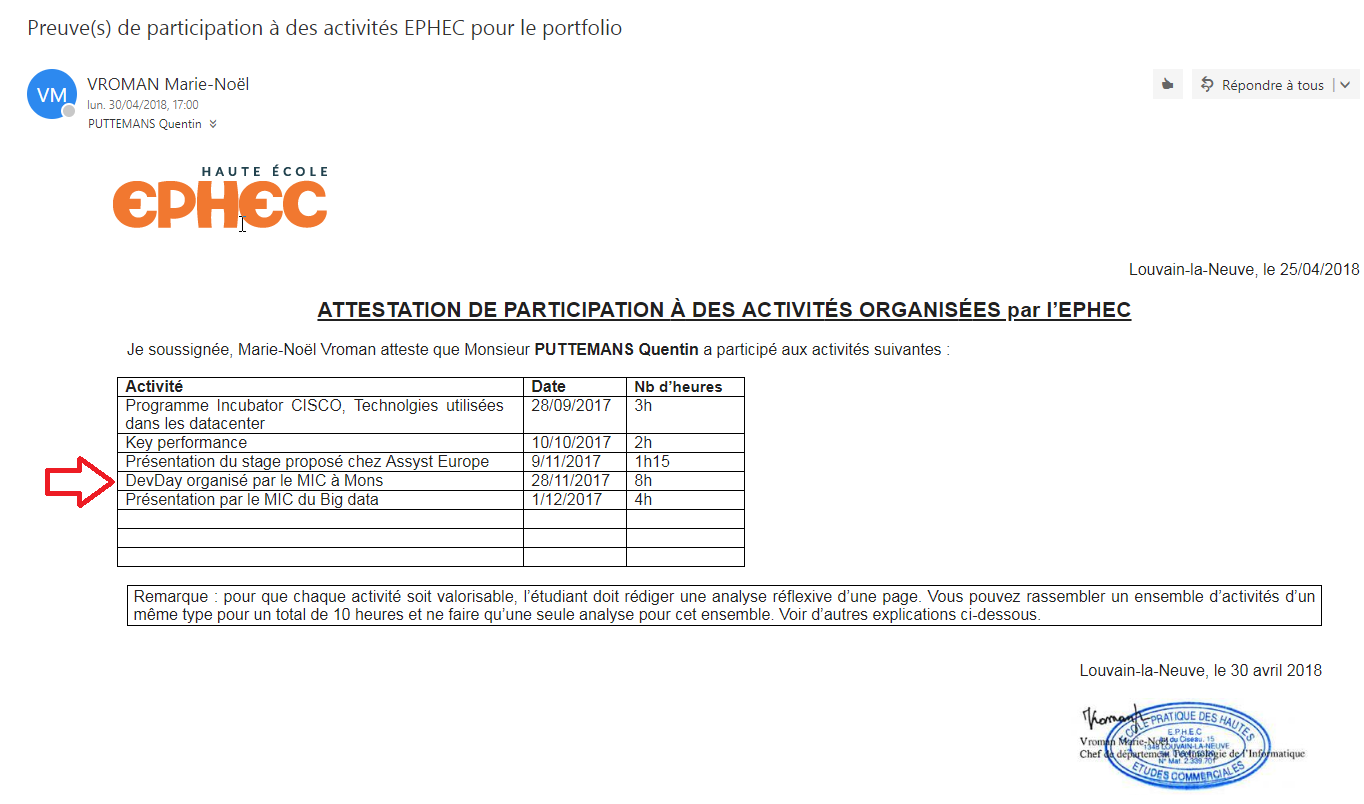 Preuve(s) de participation à des activités EPHEC pour le portfolio
VM
VROMAN Marie-Noël
lun. 30/04/2018, 17:00
PUTTEMANS Quentin
Répondre à tous
HAUTE ÉCOLE
EPHEC
Louvain-la-Neuve, le 25/04/2018
ATTESTATION DE PARTICIPATION À DES ACTIVITÉS ORGANISÉES par l'EPHEC
Je soussignée, Marie-Noël Vroman atteste que Monsieur PUTTEMANS Quentin a participé aux activités suivantes :
Activité Date Nb d'heures
Programme Incubator CISCO, Technolgies utilisées 28/09/2017 3h
dans les datacenter
Key performance 10/10/2017 2h
Présentation du stage proposé chez Assyst Europe 9/11/2017 1h15
DevDay organisé par le MIC à Mons 28/11/2017 8h
Présentation par le MIC du Big data 1/12/2017 4h
Remarque : pour que chaque activité soit valorisable, l'étudiant doit rédiger une analyse réflexive d'une page. Vous pouvez rassembler un ensemble d'activités d'un
même type pour un total de 10 heures et ne faire qu'une seule analyse pour cet ensemble. Voir d'autres explications ci-dessous.
Louvain-la-Neuve, le 30 avril 2018
ECOLE PRATIQUE DES HAUTES
E.P.H.E.C
du Ciseau, 15
1348 LOUVAIN-LA-NEUVE
N° Mat. 2.339.701
ETUDES COMMERCIALES
Vroman Marie-Noël
Chef de département Technologie de l'Informatique